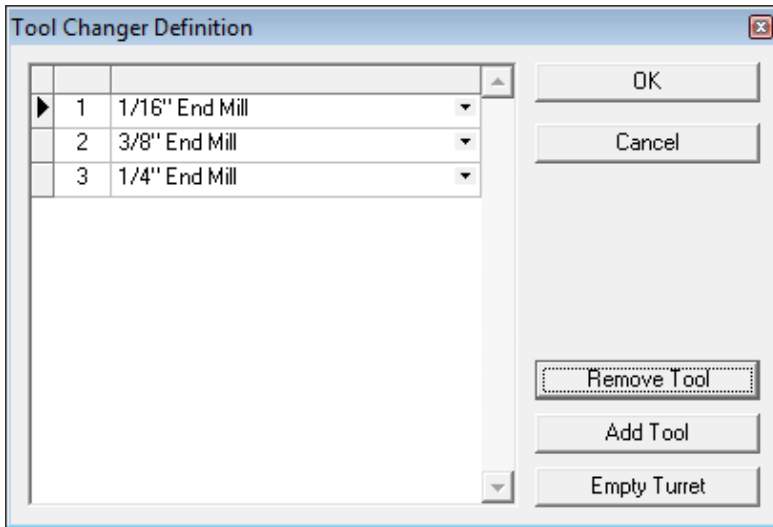 Tool Changer Definition
1 1/16" End Mill
2 3/8" End Mill
3 1/4" End Mill
OK
Cancel
Remove Tool
Add Tool
Empty Turret